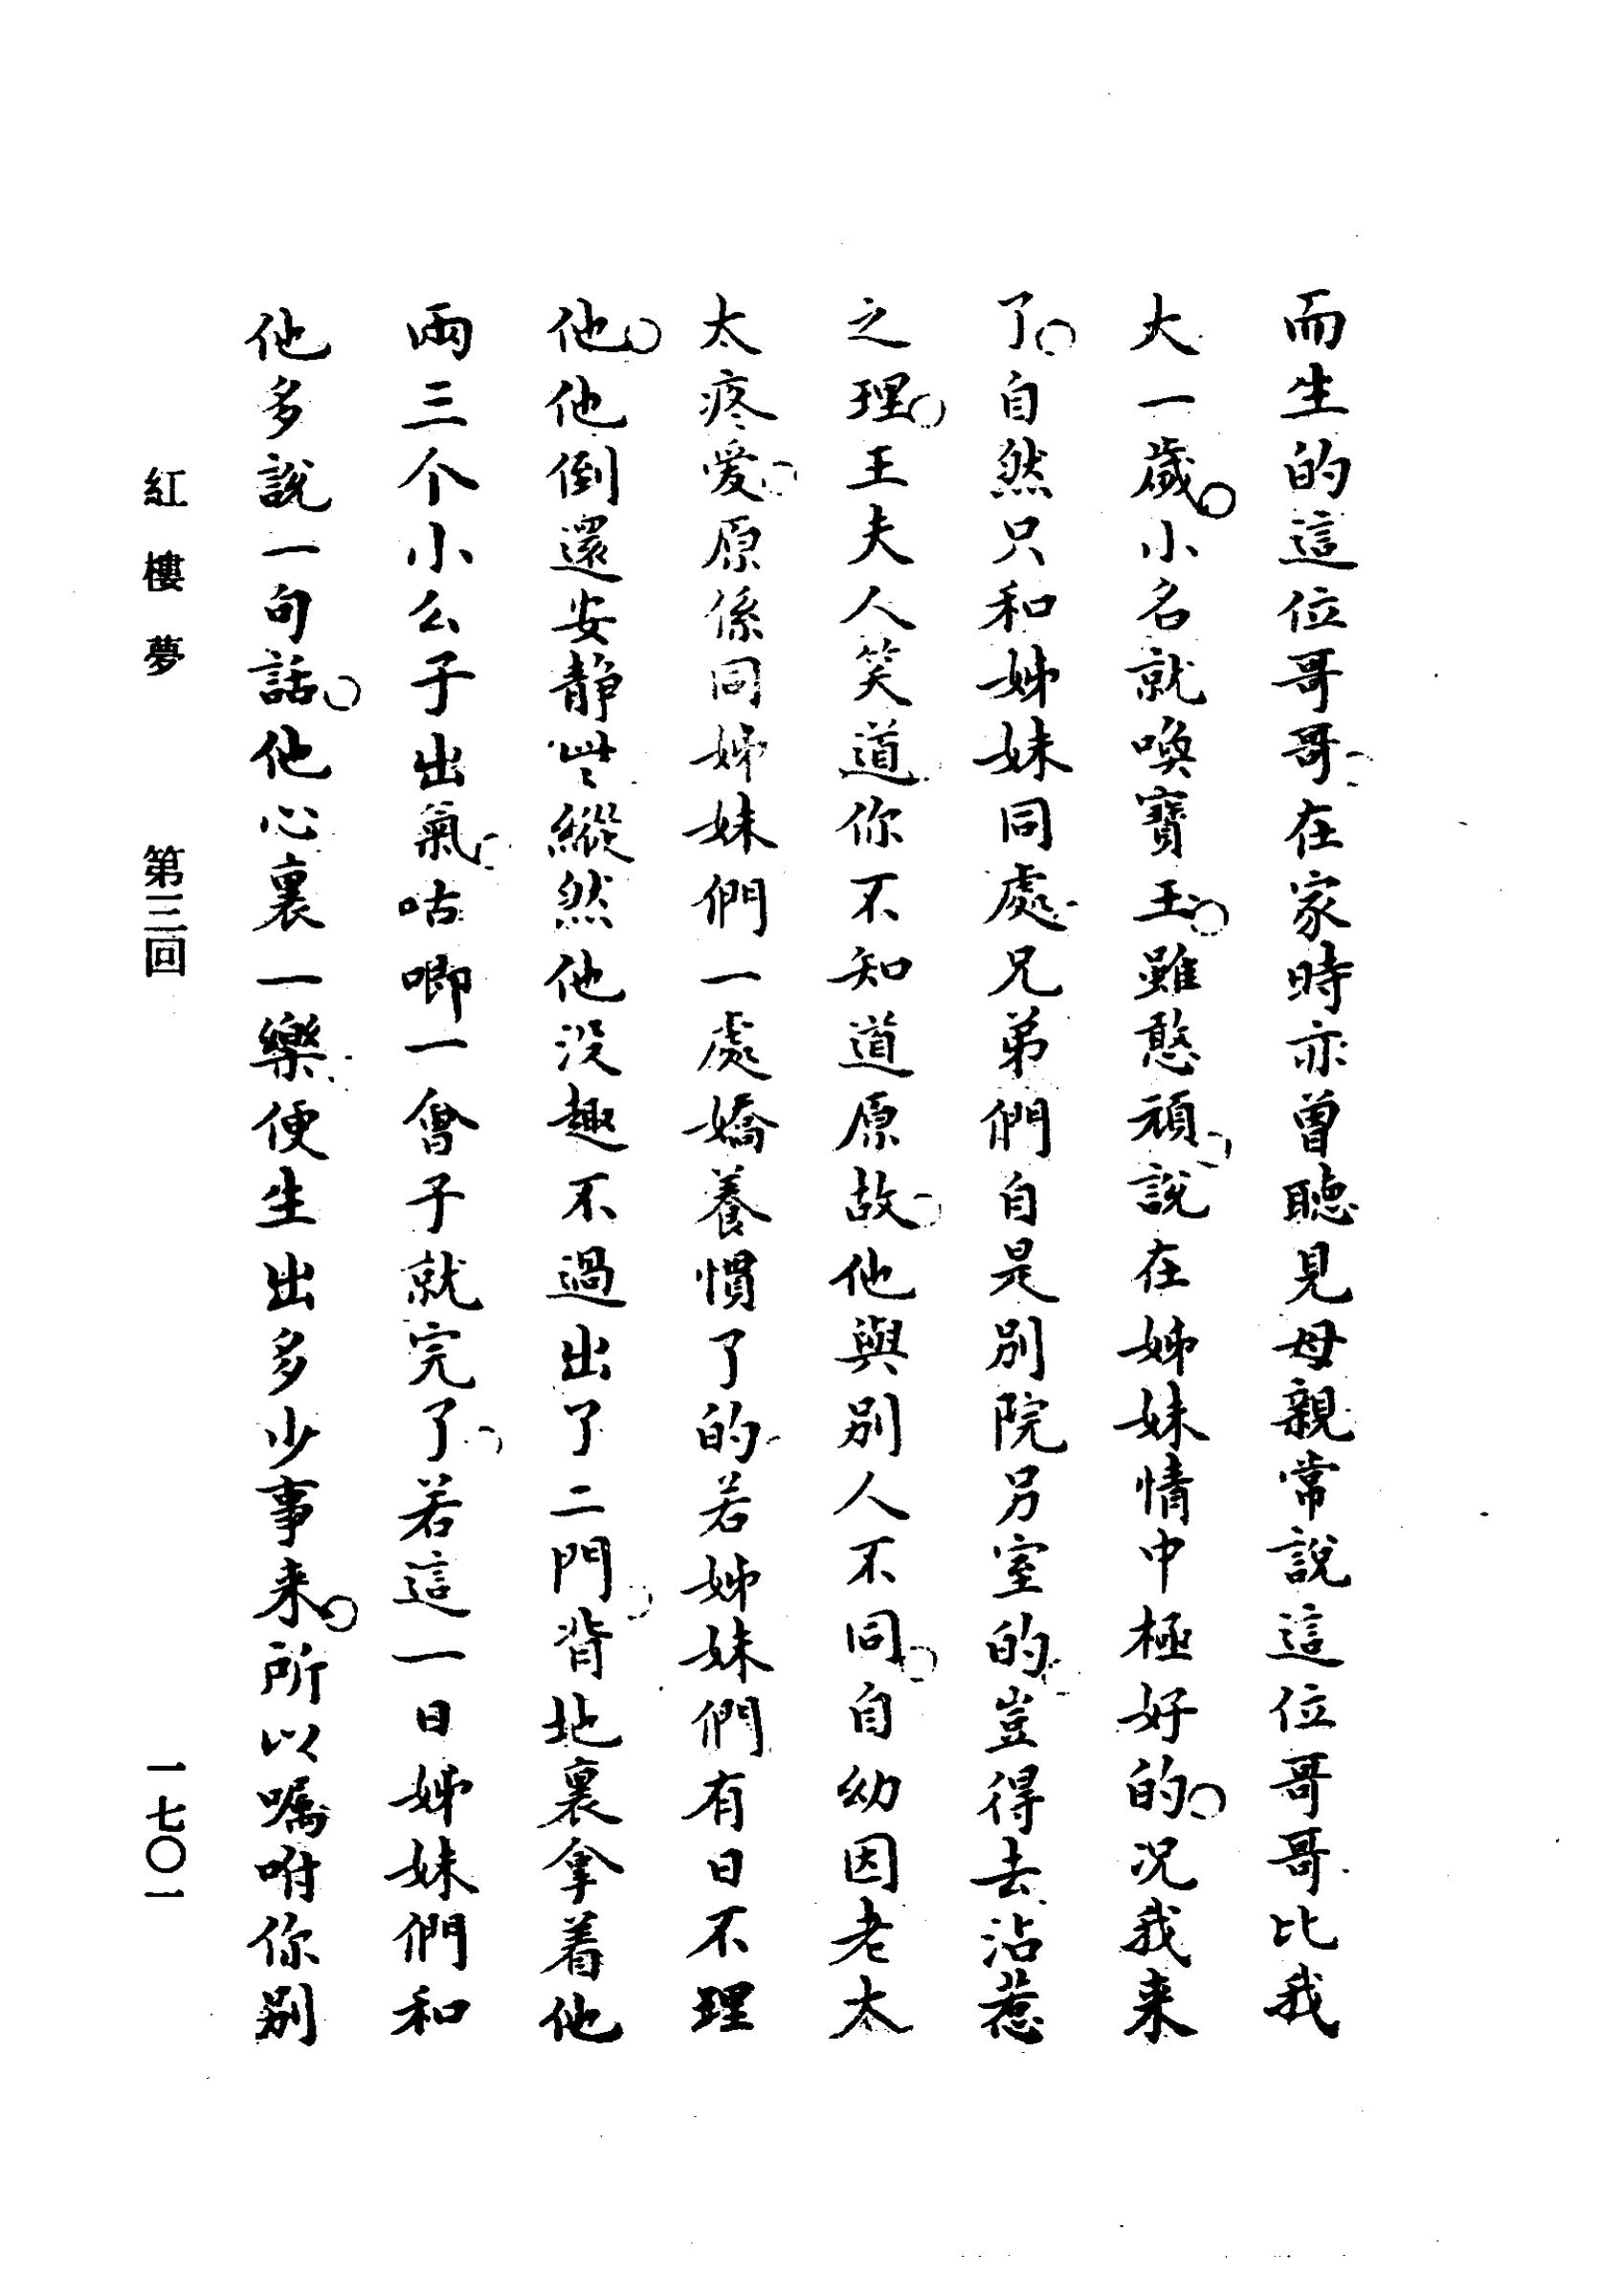 而生的這位哥哥在家時亦曾聽見母親常說這位哥哥比我
大一歲○小名就喚寶玉○雖憨頑○說在姊妹情中極好的○况我来
了○自然只和姊妹同處兄弟們自是別院另室的豈得去沾惹
之理○王夫人笑道你不知道原故○他與別人不同○自幼因老太
太疼爱○原係同姊妹們一處嬌養慣了的若姊妹們有日不理
他○他倒還安静些縱然他没趣不過出了二門○背地裏拿着他
兩三个小么子出氣○咕唧一會子就完了○若這一日姊妹們和
他多說一句話○他心裏一樂便生出多少事来○所以嘱咐你别
紅樓夢 第三回 一七〇一